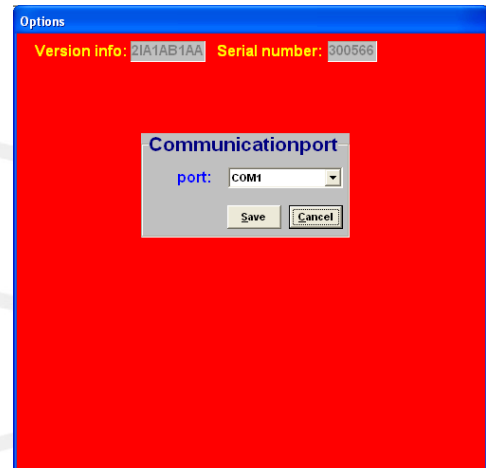 Options
Version info: 2IA1AB1AA Serial number: 300566
Communicationport
port: COM1
Save Cancel